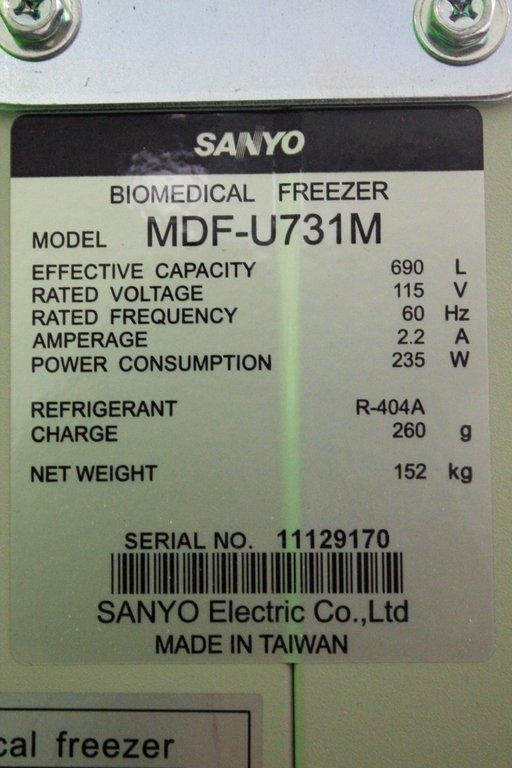 SANYO
BIOMEDICAL FREEZER
MODEL MDF-U731M
EFFECTIVE CAPACITY 690 L
RATED VOLTAGE 115 V
RATED FREQUENCY 60 Hz
AMPERAGE 2.2 A
POWER CONSUMPTION 235 W
REFRIGERANT R-404A
CHARGE 260 g
NET WEIGHT 152 kg
SERIAL NO. 11129170
SANYO Electric Co.,Ltd
MADE IN TAIWAN
cal freezer